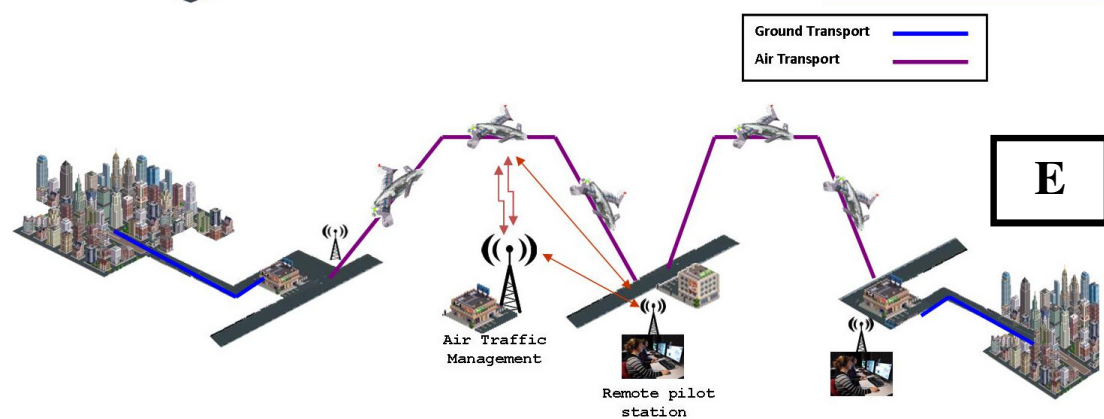 Ground Transport
Air Transport
E
Air Traffic
Management
Remote pilot
station